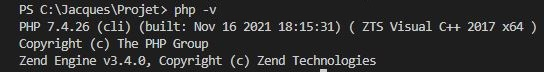 PS C:\Jacques\Projet> php -v
PHP 7.4.26 (cli) (built: Nov 16 2021 18:15:31) ( ZTS Visual C++ 2017 x64 )
Copyright (c) The PHP Group
Zend Engine v3.4.0, Copyright (c) Zend Technologies